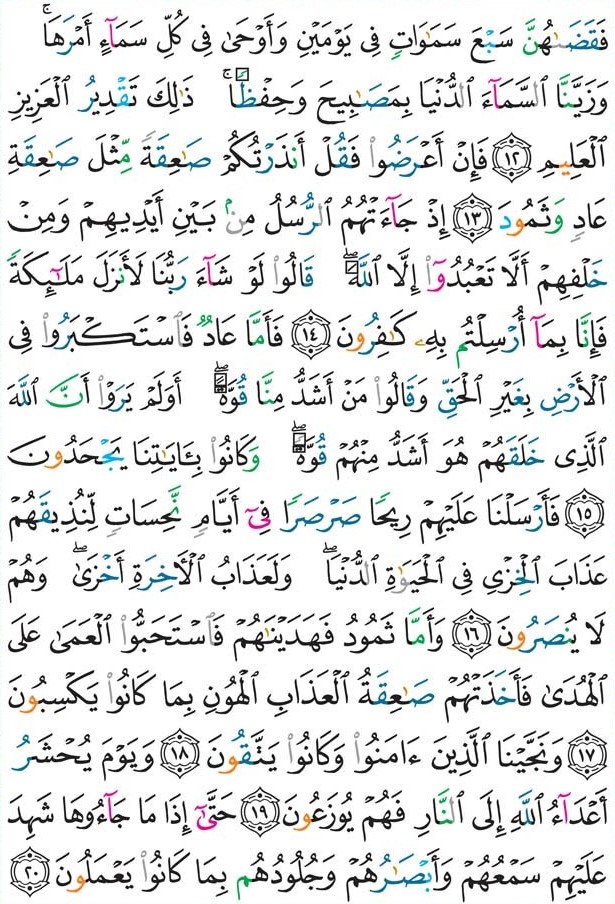 فَقَضَىٰهُنَّ سَبْعَ سَمَٰوَاتٍ فِى يَوْمَيْنِ وَأَوْحَىٰ فِى كُلِّ سَمَآءٍ أَمْرَهَا ۚ
وَزَيَّنَّا ٱلسَّمَآءَ ٱلدُّنْيَا بِمَصَٰبِيحَ وَحِفْظًا ۚ ذَٰلِكَ تَقْدِيرُ ٱلْعَزِيزِ
ٱلْعَلِيمِ ١٢ فَإِنْ أَعْرَضُوا۟ فَقُلْ أَنذَرْتُكُمْ صَٰعِقَةً مِّثْلَ صَٰعِقَةِ
عَادٍ وَثَمُودَ ١٣ إِذْ جَآءَتْهُمُ ٱلرُّسُلُ مِنۢ بَيْنِ أَيْدِيهِمْ وَمِنْ
خَلْفِهِمْ أَلَّا تَعْبُدُوٓا۟ إِلَّا ٱللَّهَ ۖ قَالُوا۟ لَوْ شَآءَ رَبُّنَا لَأَنزَلَ مَلَٰٓئِكَةً
فَإِنَّا بِمَآ أُرْسِلْتُم بِهِۦ كَٰفِرُونَ ١٤ فَأَمَّا عَادٌ فَٱسْتَكْبَرُوا۟ فِى
ٱلْأَرْضِ بِغَيْرِ ٱلْحَقِّ وَقَالُوا۟ مَنْ أَشَدُّ مِنَّا قُوَّةً ۖ أَوَلَمْ يَرَوْا۟ أَنَّ ٱللَّهَ
ٱلَّذِى خَلَقَهُمْ هُوَ أَشَدُّ مِنْهُمْ قُوَّةً ۖ وَكَانُوا۟ بِـَٔايَٰتِنَا يَجْحَدُونَ
١٥ فَأَرْسَلْنَا عَلَيْهِمْ رِيحًا صَرْصَرًا فِىٓ أَيَّامٍ نَّحِسَاتٍ لِّنُذِيقَهُمْ
عَذَابَ ٱلْخِزْىِ فِى ٱلْحَيَوٰةِ ٱلدُّنْيَا ۖ وَلَعَذَابُ ٱلْءَاخِرَةِ أَخْزَىٰ ۖ وَهُمْ
لَا يُنصَرُونَ ١٦ وَأَمَّا ثَمُودُ فَهَدَيْنَٰهُمْ فَٱسْتَحَبُّوا۟ ٱلْعَمَىٰ عَلَى
ٱلْهُدَىٰ فَأَخَذَتْهُمْ صَٰعِقَةُ ٱلْعَذَابِ ٱلْهُونِ بِمَا كَانُوا۟ يَكْسِبُونَ
١٧ وَنَجَّيْنَا ٱلَّذِينَ ءَامَنُوا۟ وَكَانُوا۟ يَتَّقُونَ ١٨ وَيَوْمَ يُحْشَرُ
أَعْدَآءُ ٱللَّهِ إِلَى ٱلنَّارِ فَهُمْ يُوزَعُونَ ١٩ حَتَّىٰٓ إِذَا مَا جَآءُوهَا شَهِدَ
عَلَيْهِمْ سَمْعُهُمْ وَأَبْصَٰرُهُمْ وَجُلُودُهُم بِمَا كَانُوا۟ يَعْمَلُونَ ٢٠